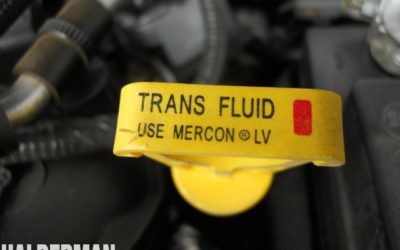 TRANS FLUID
USE MERCON® LV
HALDERMAN